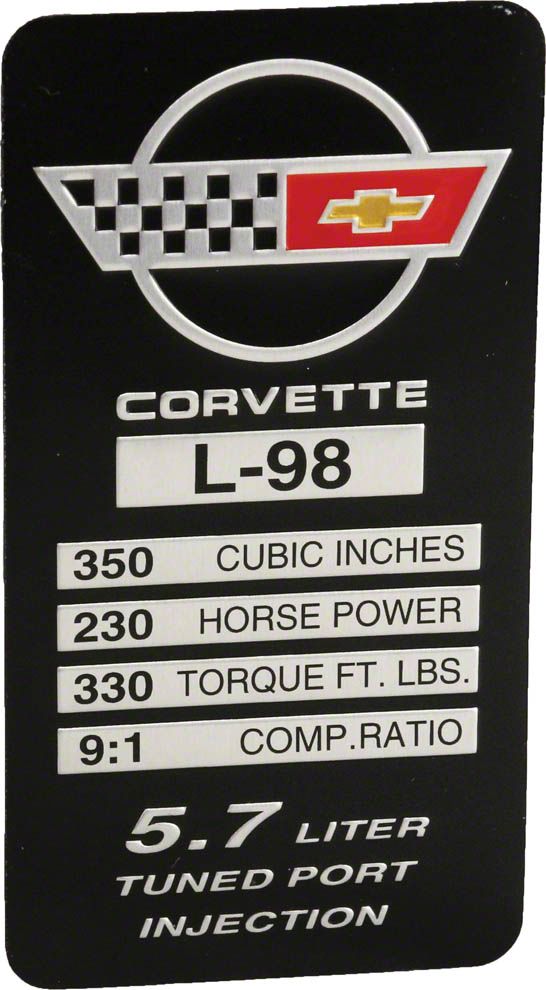 CORVETTE
L-98
350 CUBIC INCHES
230 HORSE POWER
330 TORQUE FT. LBS.
9:1 COMP.RATIO
5.7 LITER
TUNED PORT
INJECTION